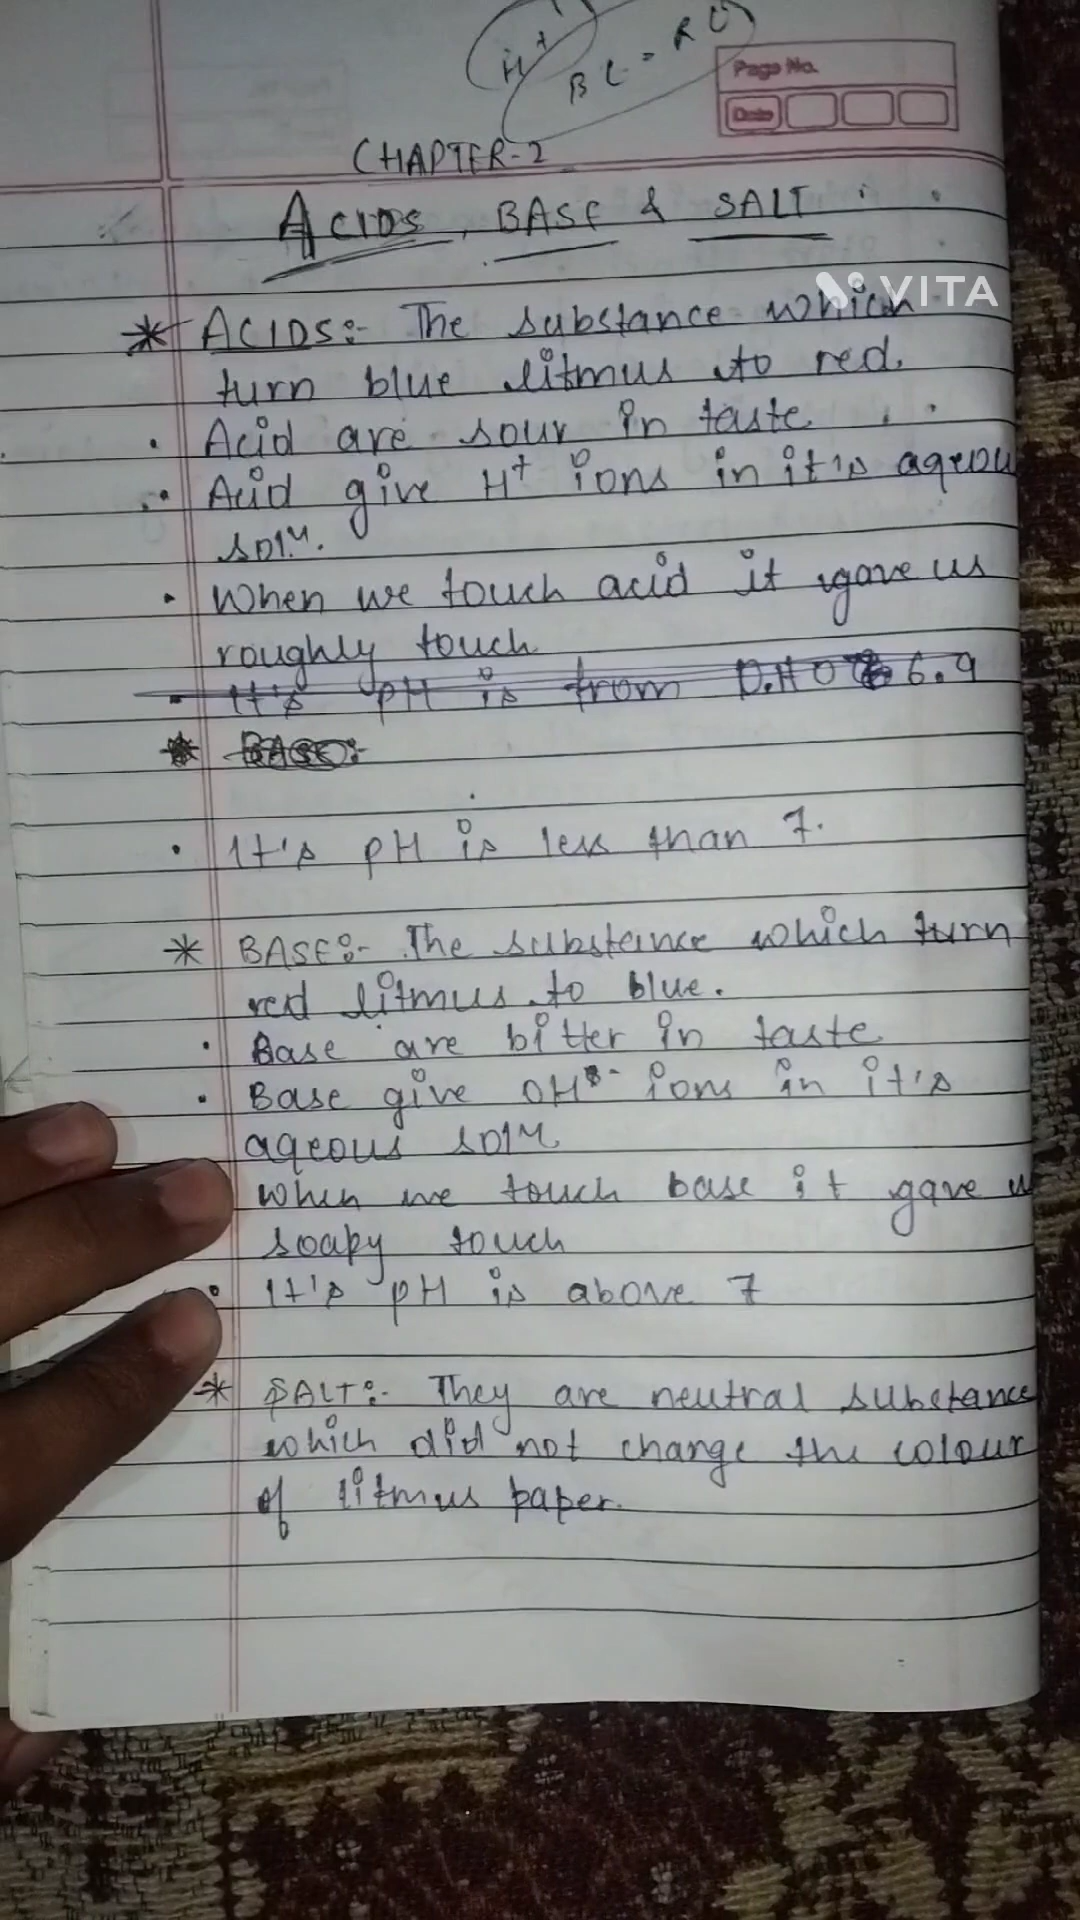 H+
BL - R
Page No.
Date
CHAPTER-2
ACIDS, BASE & SALT
VITA
* ACIDS:- The substance which
turn blue litmus to red.
• Acid are sour in taste
• Acid give H+ ions in it's aqeou
soln.
• When we touch acid it gave us
roughly touch
• It's pH is from 6.9
* BASE:-
• It's pH is less than 7.
* BASE:- The substance which turn
red litmus to blue.
• Base are bitter in taste
• Base give OH- ions in it's
aqeous soln
when we touch base it gave u
soapy touch
• It's pH is above 7
* SALT:- They are neutral substance
which did not change the colour
of litmus paper.